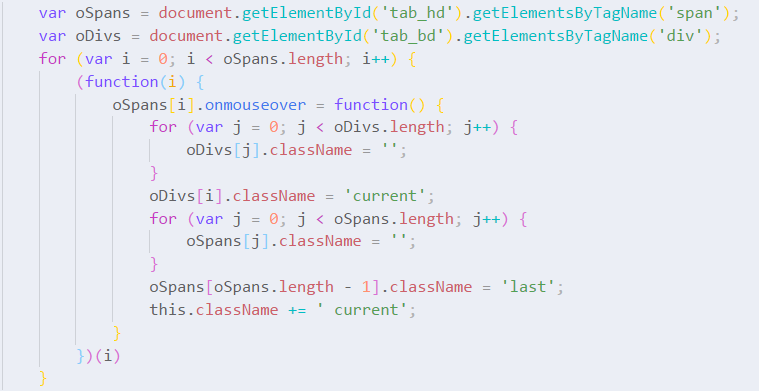 var oSpans = document.getElementById('tab_hd').getElementsByTagName('span');
var oDivs = document.getElementById('tab_bd').getElementsByTagName('div');
for (var i = 0; i < oSpans.length; i++) {
    (function(i) {
        oSpans[i].onmouseover = function() {
            for (var j = 0; j < oDivs.length; j++) {
                oDivs[j].className = '';
            }
            oDivs[i].className = 'current';
            for (var j = 0; j < oSpans.length; j++) {
                oSpans[j].className = '';
            }
            oSpans[oSpans.length - 1].className = 'last';
            this.className += ' current';
        }
    })(i)
}